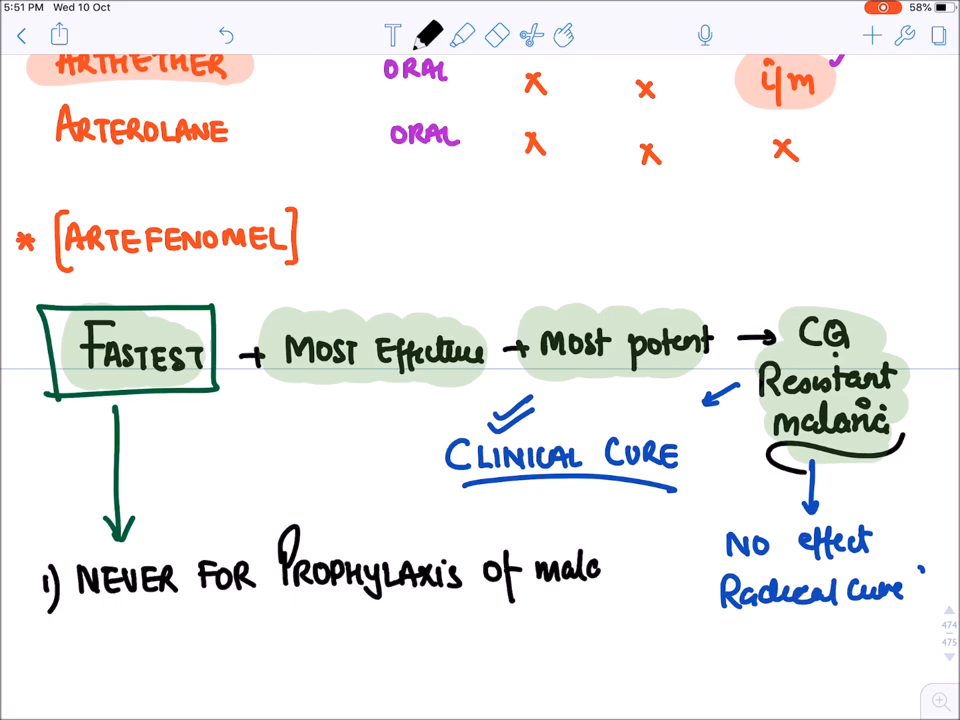 5:51 PM Wed 10 Oct 58%
T
ARTHETHER ORAL x x i/m
ARTEROLANE ORAL x x x
* [ARTEFENOMEL]
FASTEST + MOST Effective + Most potent → CQ
Resistant
malaria
CLINICAL CURE
NO effect
Radical cure
1) NEVER FOR PROPHYLAXIS of mala
474
475